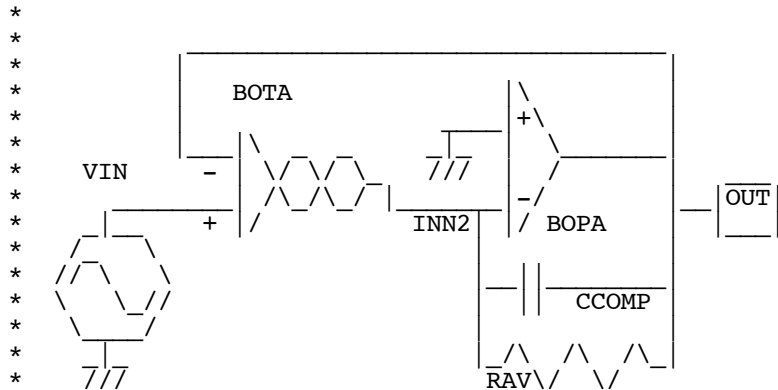 BOTA
+
VIN
-
OUT
+
-
INN2
BOPA
CCOMP
RAV